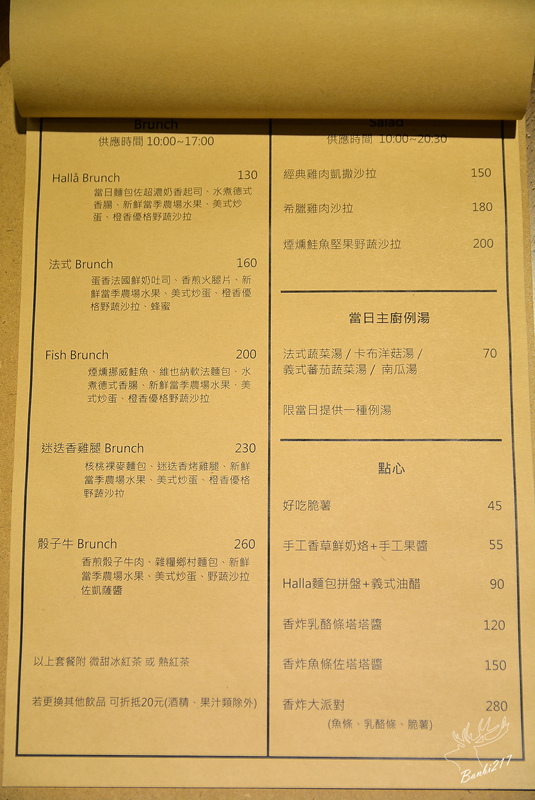 Brunch
供應時間 10:00~17:00
Hallå Brunch 130
當日麵包佐超濃奶香起司、水煮德式
香腸、新鮮當季農場水果、美式炒
蛋、橙香優格野蔬沙拉
法式 Brunch 160
蛋香法國鮮奶吐司、香煎火腿片、新
鮮當季農場水果、美式炒蛋、橙香優
格野蔬沙拉、蜂蜜
Fish Brunch 200
煙燻挪威鮭魚、維也納軟法麵包、水
煮德式香腸、新鮮當季農場水果、美
式炒蛋、橙香優格野蔬沙拉
迷迭香雞腿 Brunch 230
核桃裸麥麵包、迷迭香烤雞腿、新鮮
當季農場水果、美式炒蛋、橙香優格
野蔬沙拉
骰子牛 Brunch 260
香煎骰子牛肉、雜糧鄉村麵包、新鮮
當季農場水果、美式炒蛋、野蔬沙拉
佐凱薩醬
以上套餐附 微甜冰紅茶 或 熱紅茶
若更換其他飲品 可折抵20元(酒精、果汁類除外)
Salad
供應時間 10:00~20:30
經典雞肉凱撒沙拉 150
希臘雞肉沙拉 180
煙燻鮭魚堅果野蔬沙拉 200
當日主廚例湯
法式蔬菜湯 / 卡布洋菇湯 / 70
義式蕃茄蔬菜湯 / 南瓜湯
限當日提供一種例湯
點心
好吃脆薯 45
手工香草鮮奶烙+手工果醬 55
Halla麵包拼盤+義式油醋 90
香炸乳酪條塔塔醬 120
香炸魚條佐塔塔醬 150
香炸大派對 280
(魚條、乳酪條、脆薯)
Banbi217